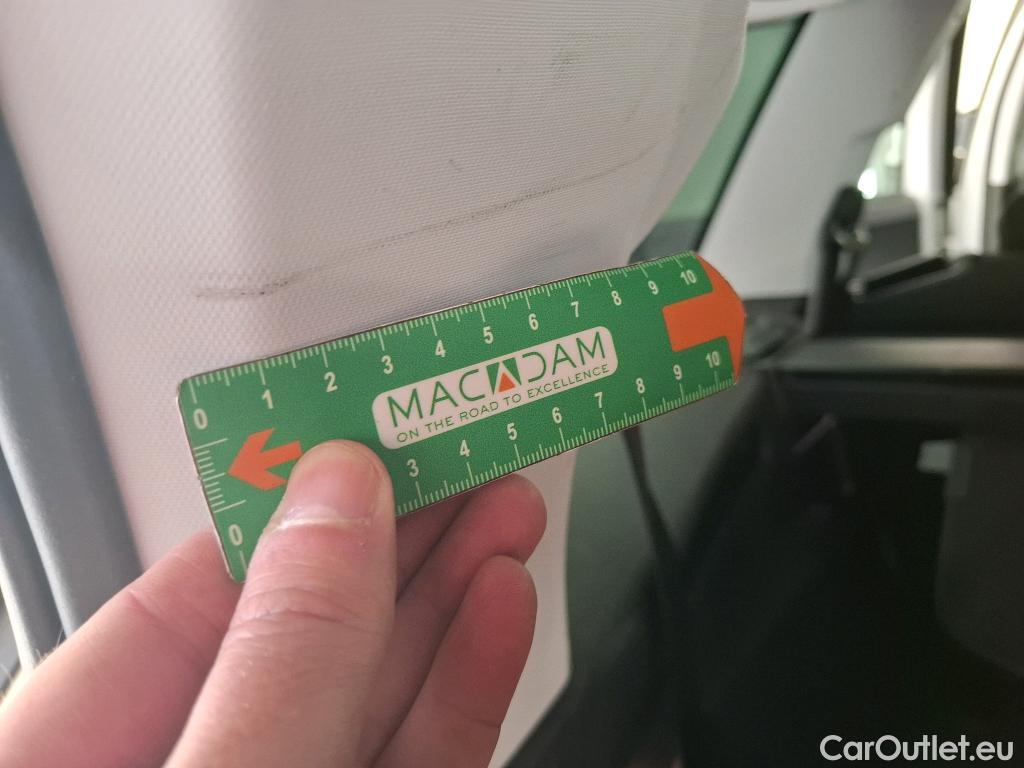 0 1 2 3 4 5 6 7 8 9 10
MACADAM
ON THE ROAD TO EXCELLENCE
0 3 4 5 6 7 8 9 10
CarOutlet.eu